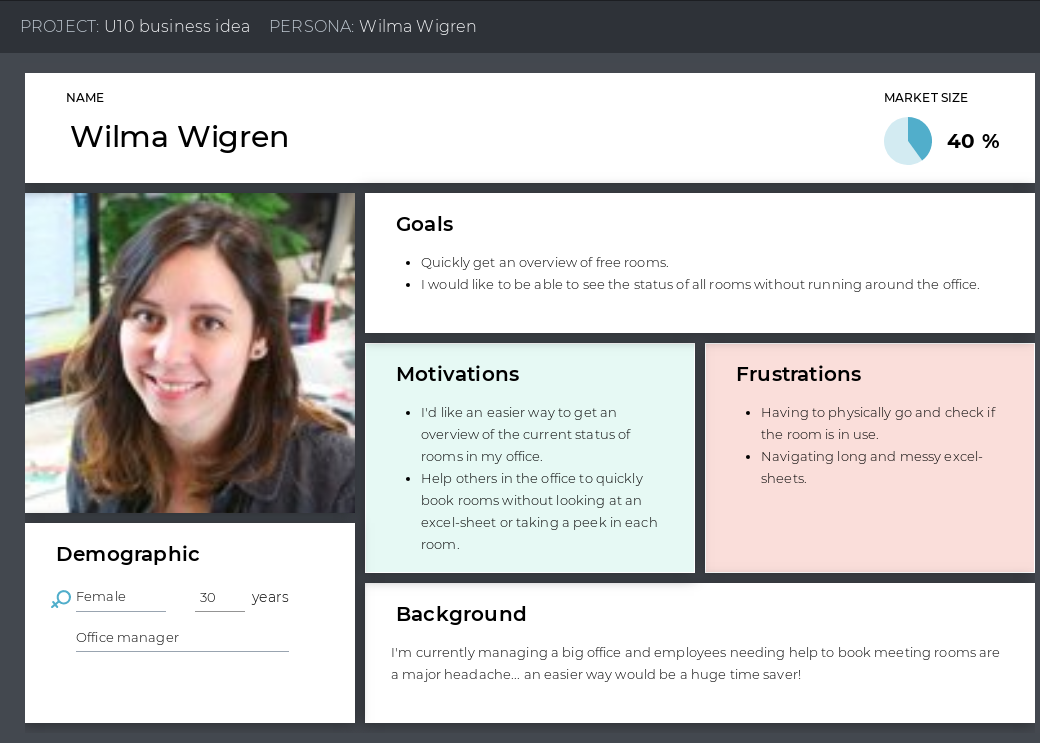 PROJECT: U10 business idea PERSONA: Wilma Wigren
NAME
Wilma Wigren
MARKET SIZE
40 %
Goals
• Quickly get an overview of free rooms.
• I would like to be able to see the status of all rooms without running around the office.
Motivations
• I'd like an easier way to get an
overview of the current status of
rooms in my office.
• Help others in the office to quickly
book rooms without looking at an
excel-sheet or taking a peek in each
room.
Frustrations
• Having to physically go and check if
the room is in use.
• Navigating long and messy excel-
sheets.
Demographic
Female 30 years
Office manager
Background
I'm currently managing a big office and employees needing help to book meeting rooms are
a major headache... an easier way would be a huge time saver!